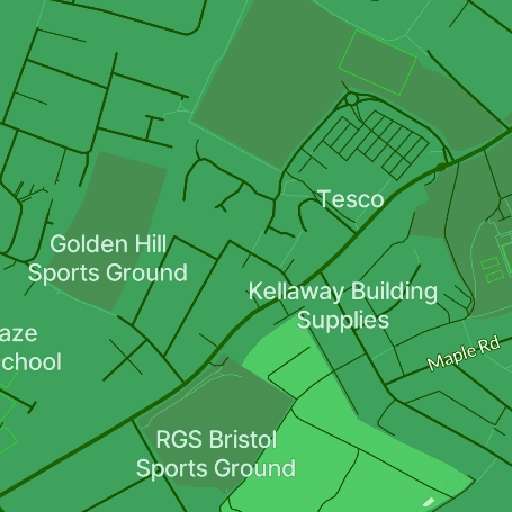 Tesco
Golden Hill
Sports Ground
Kellaway Building
Supplies
aze
chool
Maple Rd
RGS Bristol
Sports Ground